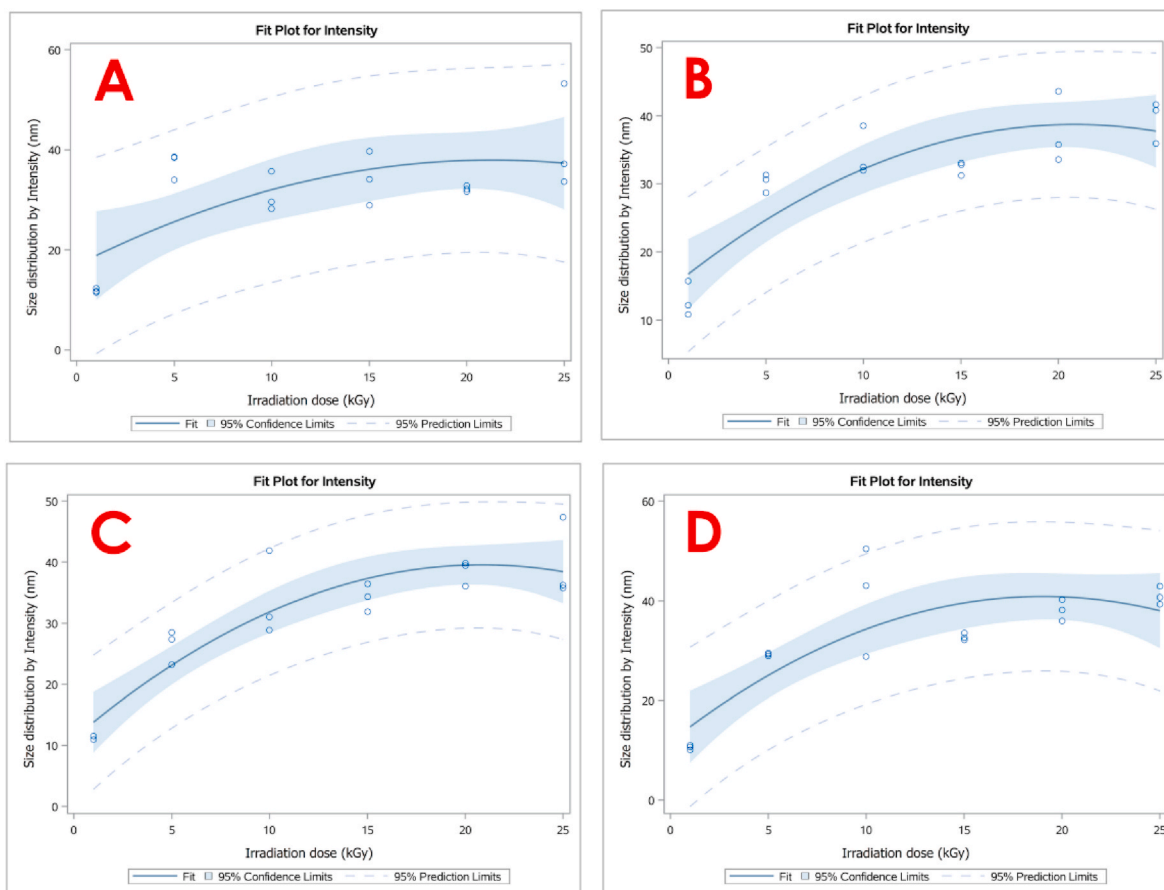 Fit Plot for Intensity
A
60
40
20
0
Size distribution by Intensity (nm)
0 5 10 15 20 25
Irradiation dose (kGy)
Fit 95% Confidence Limits 95% Prediction Limits
Fit Plot for Intensity
B
50
40
30
20
10
Size distribution by Intensity (nm)
0 5 10 15 20 25
Irradiation dose (kGy)
Fit 95% Confidence Limits 95% Prediction Limits
Fit Plot for Intensity
C
50
40
30
20
10
0
Size distribution by Intensity (nm)
0 5 10 15 20 25
Irradiation dose (kGy)
Fit 95% Confidence Limits 95% Prediction Limits
Fit Plot for Intensity
D
60
40
20
0
Size distribution by Intensity (nm)
0 5 10 15 20 25
Irradiation dose (kGy)
Fit 95% Confidence Limits 95% Prediction Limits